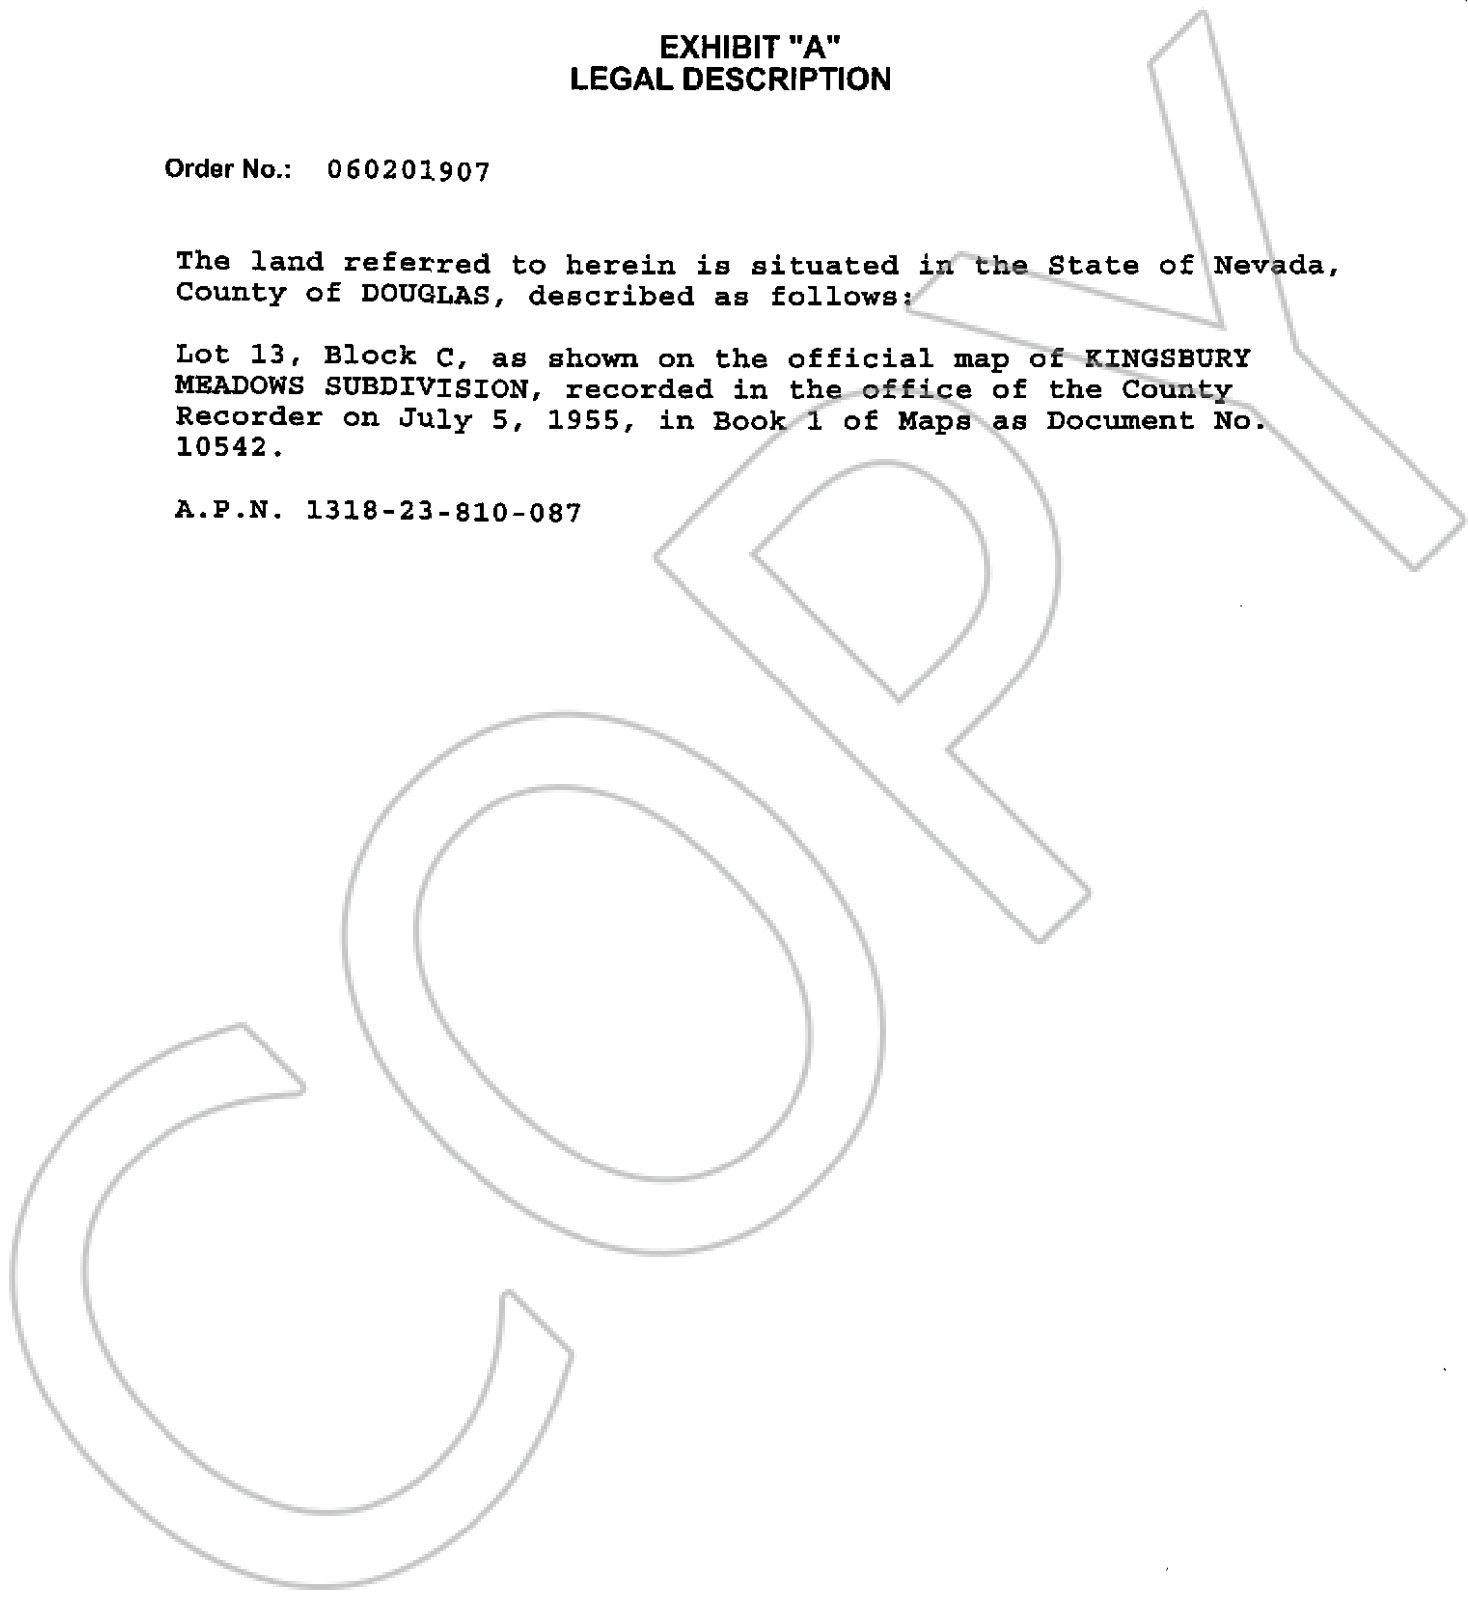 EXHIBIT "A"
LEGAL DESCRIPTION
Order No.: 060201907
The land referred to herein is situated in the State of Nevada,
County of DOUGLAS, described as follows:
Lot 13, Block C, as shown on the official map of KINGSBURY
MEADOWS SUBDIVISION, recorded in the office of the County
Recorder on July 5, 1955, in Book 1 of Maps as Document No.
10542.
A.P.N. 1318-23-810-087
COPY